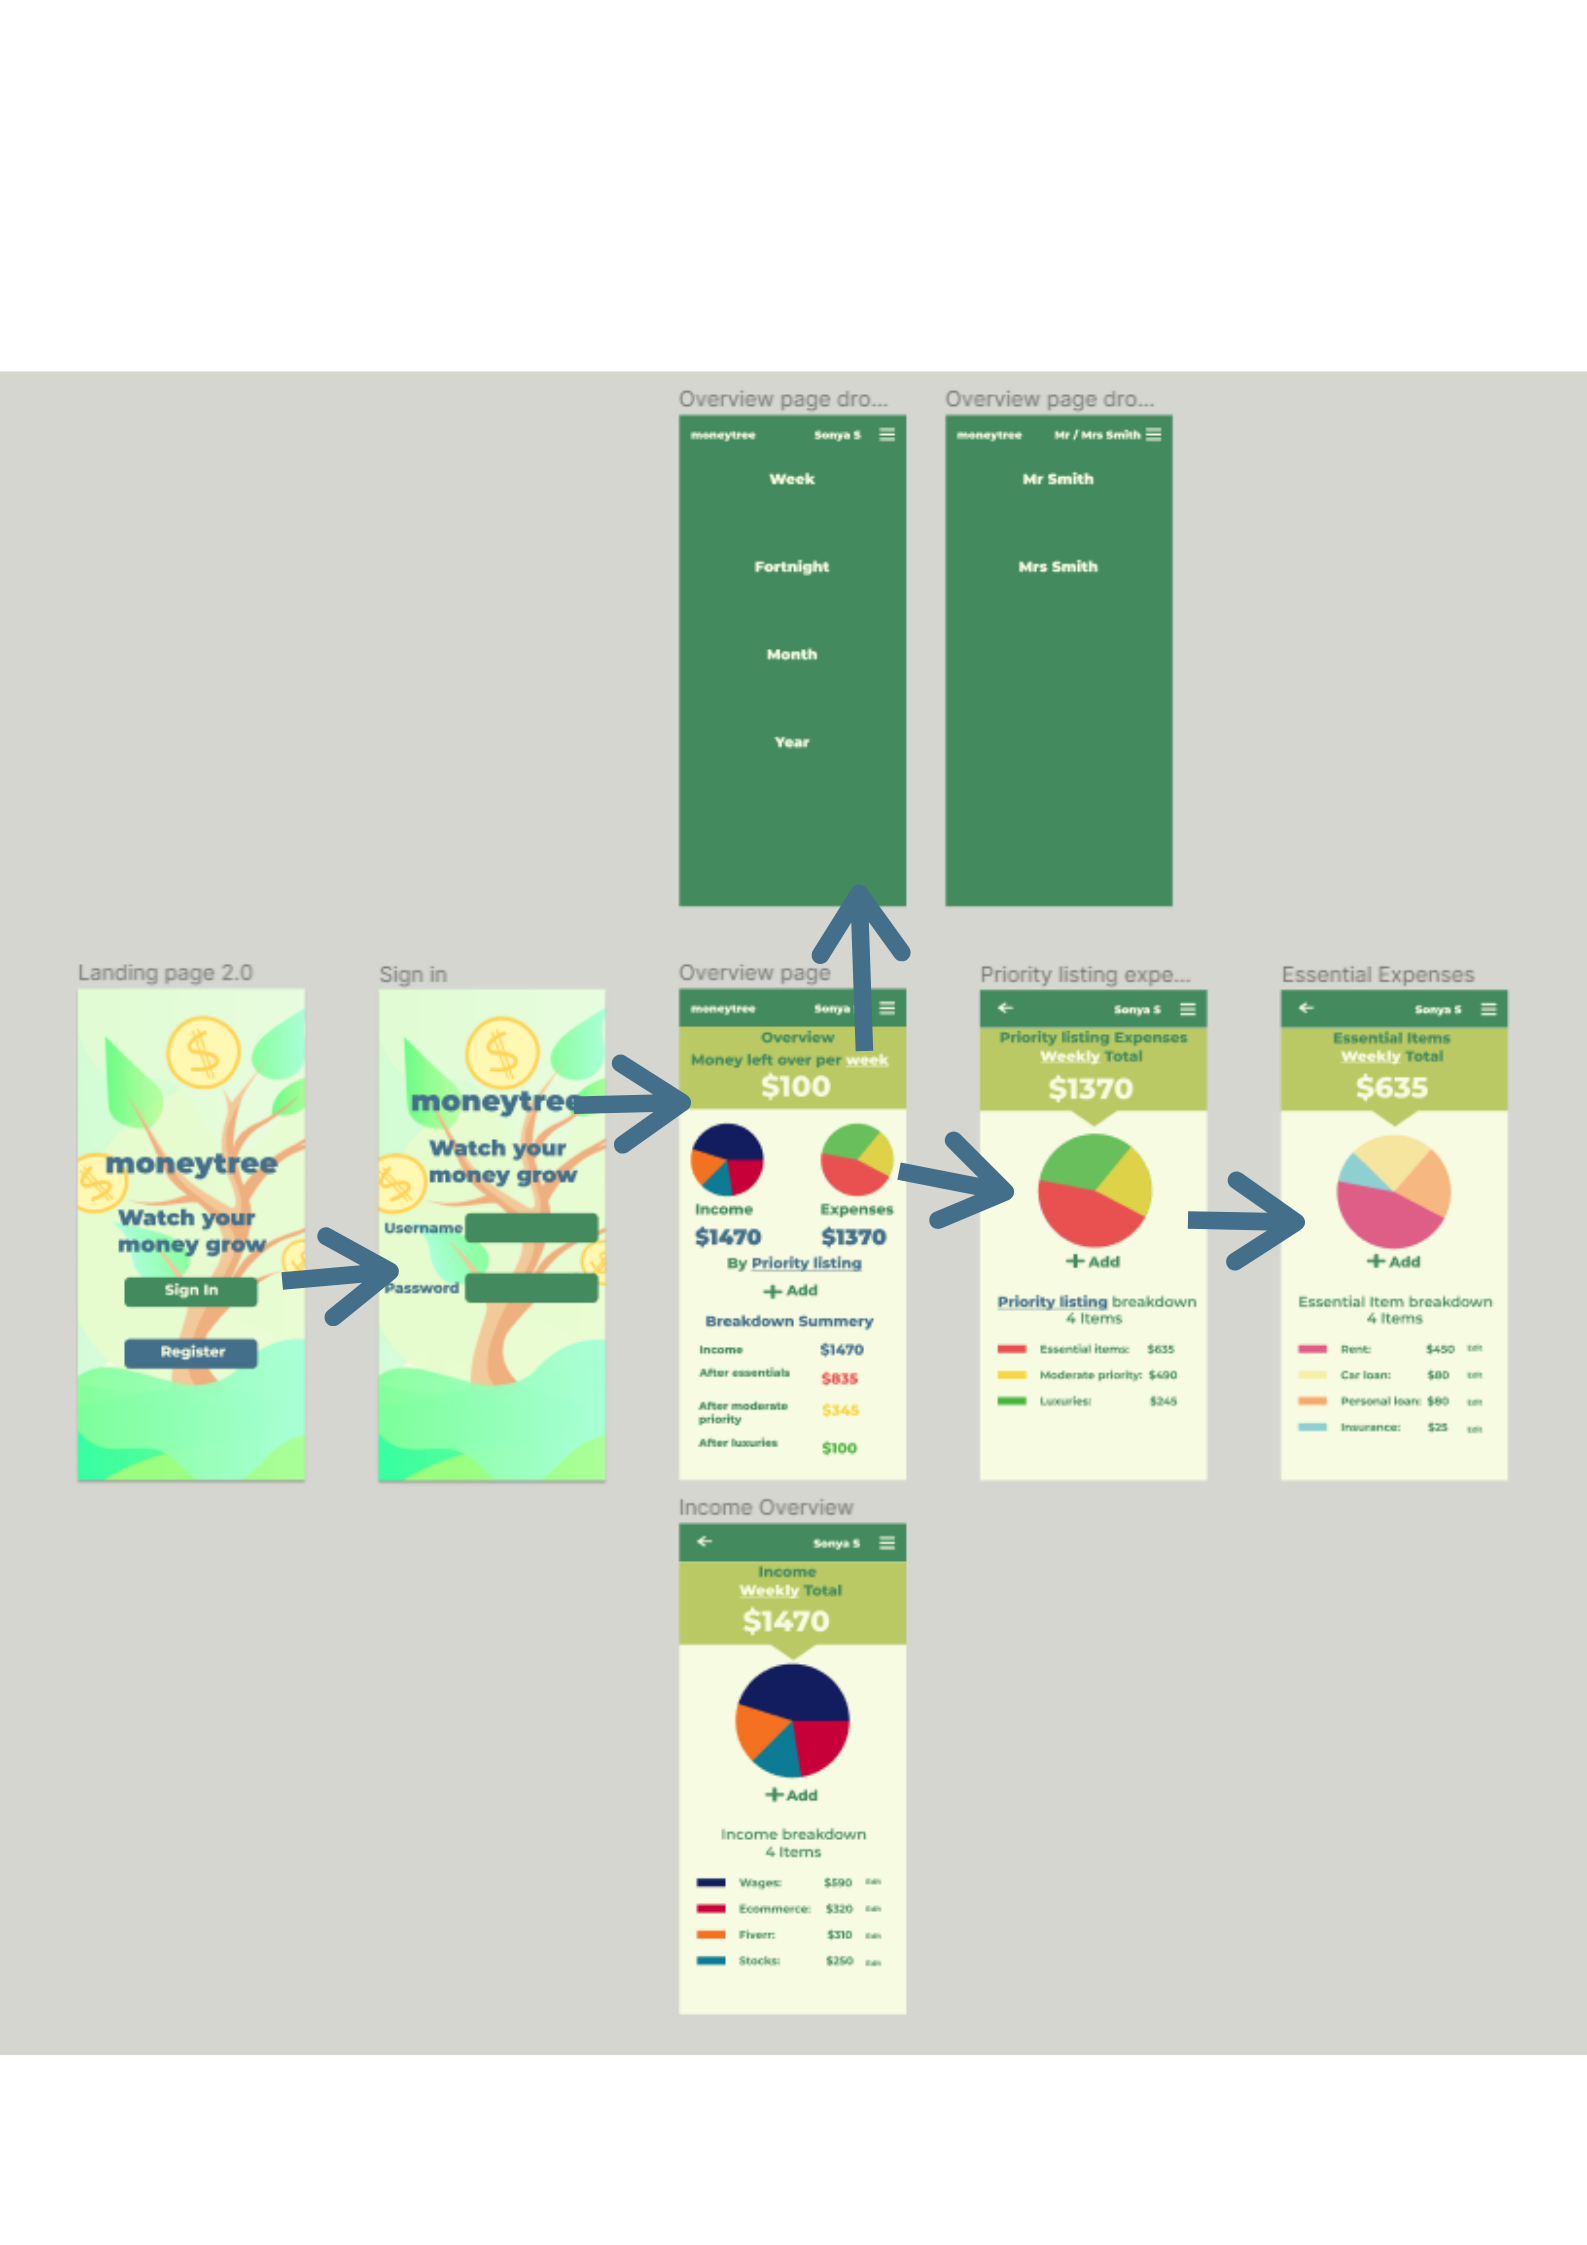 Overview page dro...
moneytree Sonya S
Week
Fortnight
Month
Year
Overview page dro...
moneytree Mr / Mrs Smith
Mr Smith
Mrs Smith
Landing page 2.0
$
$
moneytree
Watch your
money grow
$
Sign In
Register
Sign in
$
moneytree
$
Watch your
money grow
Username
$
Password
Overview page
moneytree Sonya
Overview
Money left over per week
$100
Income Expenses
$1470 $1370
By Priority listing
+ Add
Breakdown Summery
Income $1470
After essentials $835
After moderate
priority $345
After luxuries $100
Priority listing expe...
Sonya S
Priority listing Expenses
Weekly Total
$1370
+ Add
Priority listing breakdown
4 Items
Essential items: $635
Moderate priority: $490
Luxuries: $245
Essential Expenses
Sonya S
Essential Items
Weekly Total
$635
+ Add
Essential Item breakdown
4 Items
Rent: $450 Edit
Car loan: $80 Edit
Personal loan: $80 Edit
Insurance: $25 Edit
Income Overview
Sonya S
Income
Weekly Total
$1470
+ Add
Income breakdown
4 Items
Wages: $590 Edit
Ecommerce: $320 Edit
Fiverr: $310 Edit
Stocks: $250 Edit